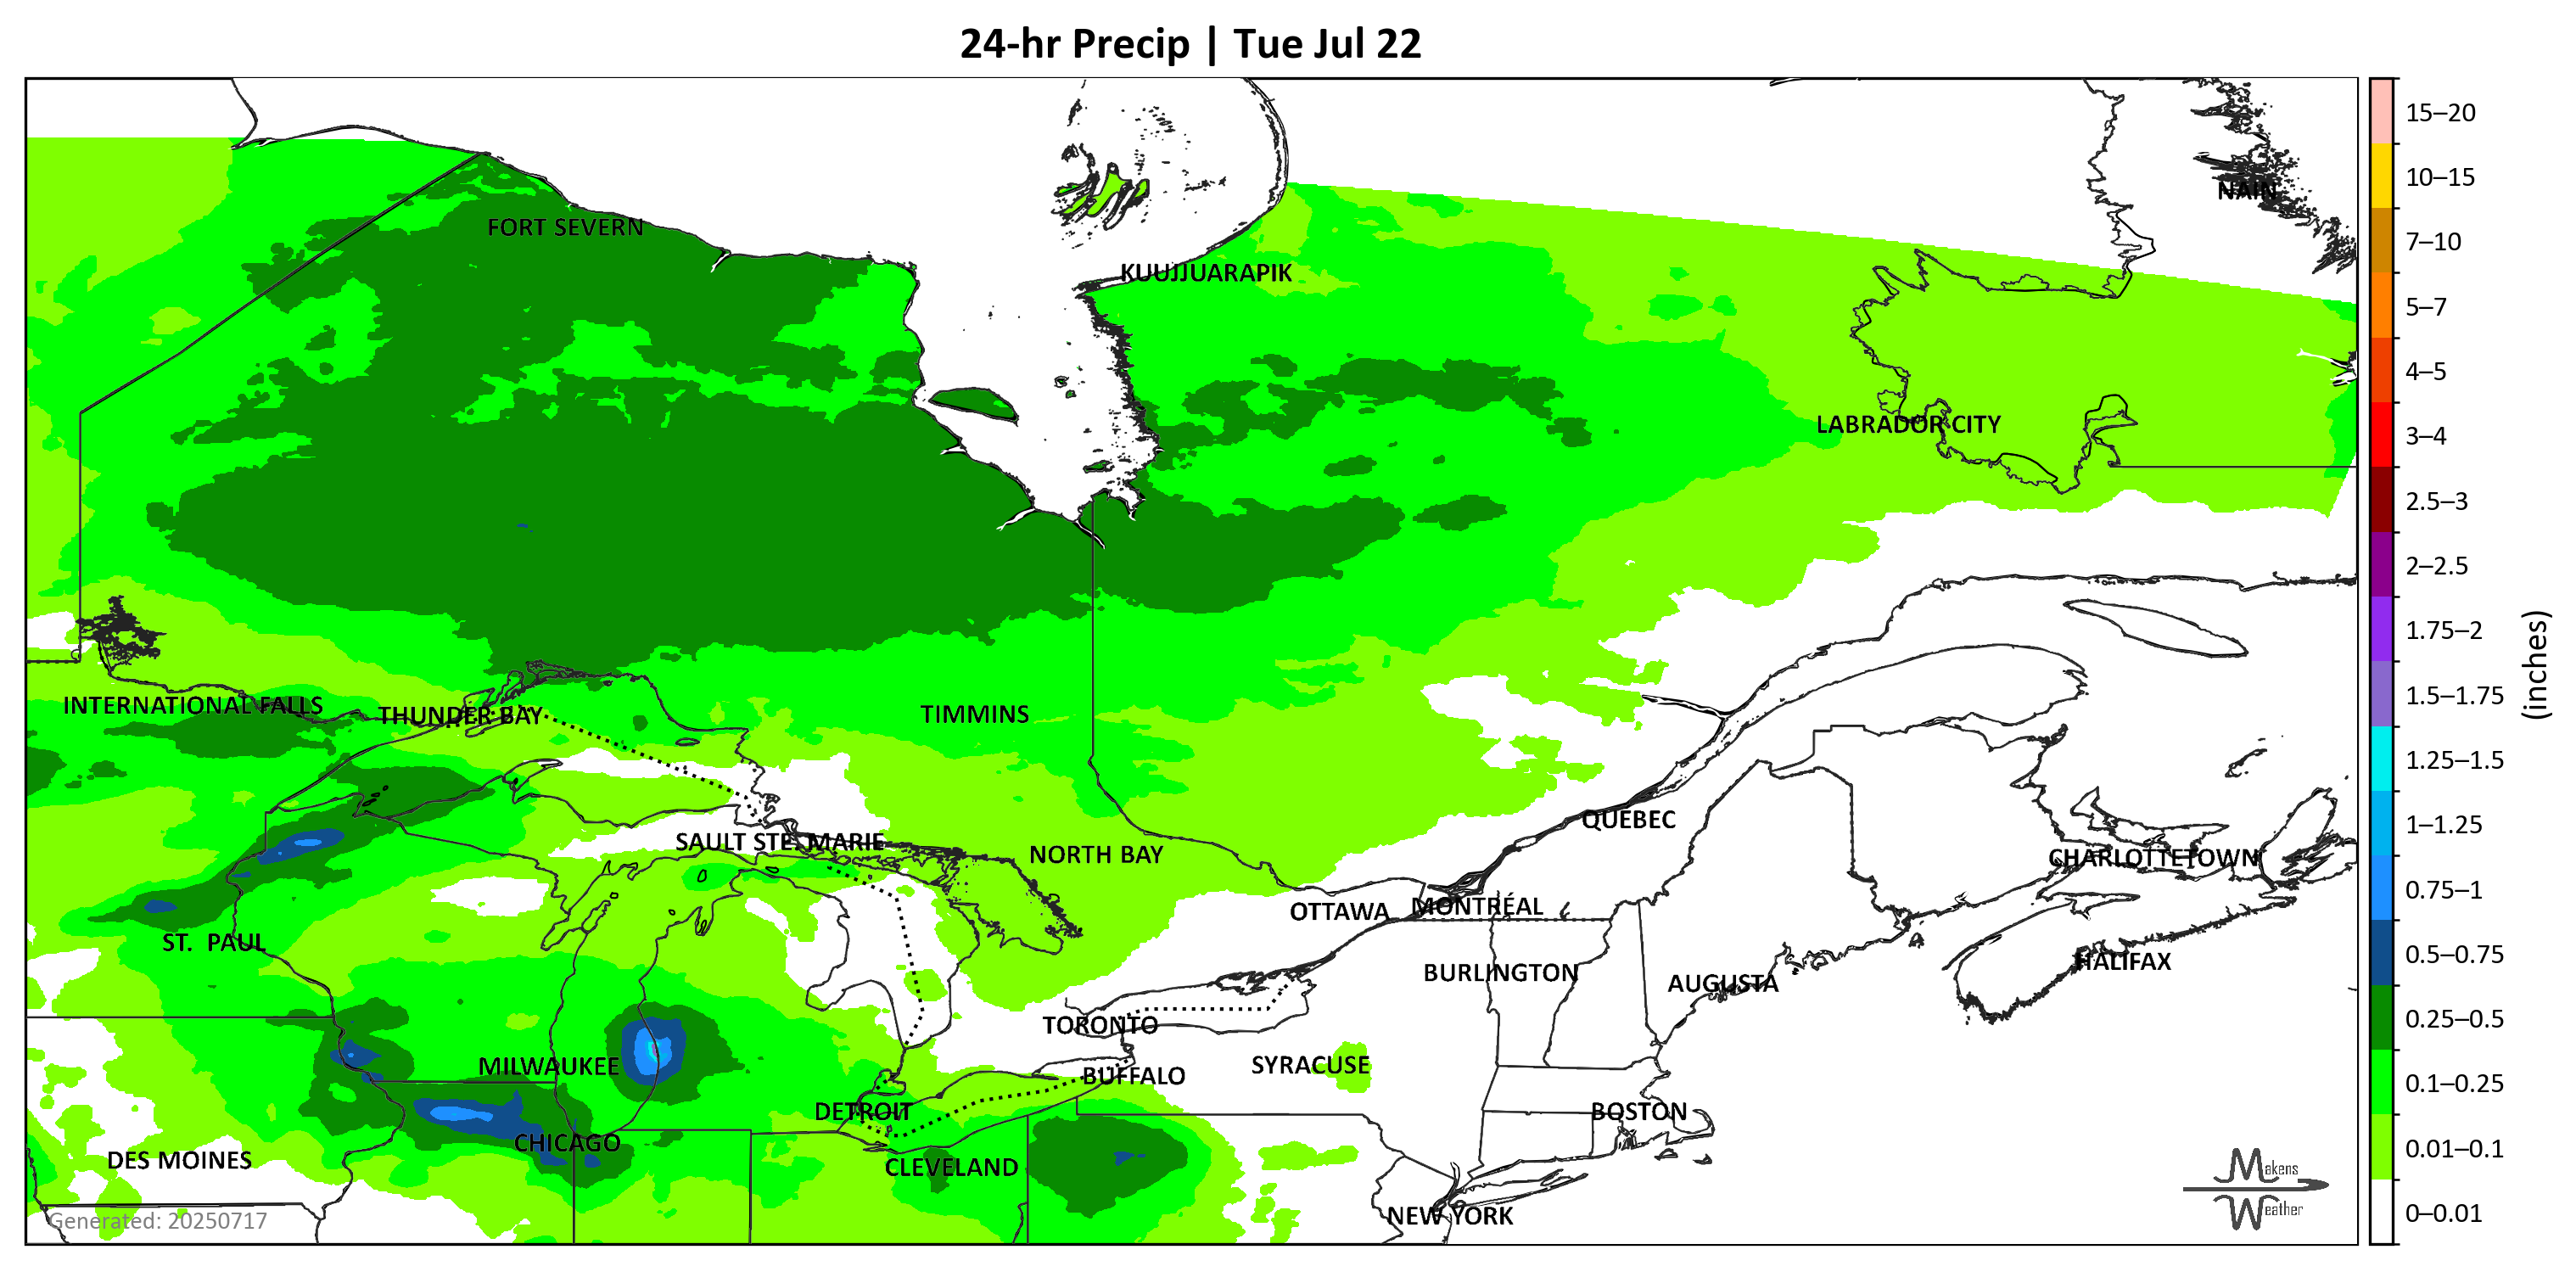 24-hr Precip | Tue Jul 22
15–20
10–15
7–10
5–7
4–5
3–4
2.5–3
2–2.5
1.75–2
1.5–1.75
1.25–1.5
1–1.25
0.75–1
0.5–0.75
0.25–0.5
0.1–0.25
0.01–0.1
0–0.01
(inches)
NAIN
FORT SEVERN
KUUJJUARAPIK
LABRADOR CITY
INTERNATIONAL FALLS
THUNDER BAY
TIMMINS
SAULT STE. MARIE
NORTH BAY
QUEBEC
CHARLOTTETOWN
OTTAWA
MONTRÉAL
ST. PAUL
BURLINGTON
AUGUSTA
HALIFAX
TORONTO
MILWAUKEE
BUFFALO
SYRACUSE
DETROIT
BOSTON
CHICAGO
DES MOINES
CLEVELAND
NEW YORK
Generated: 20250717
Makens
Weather